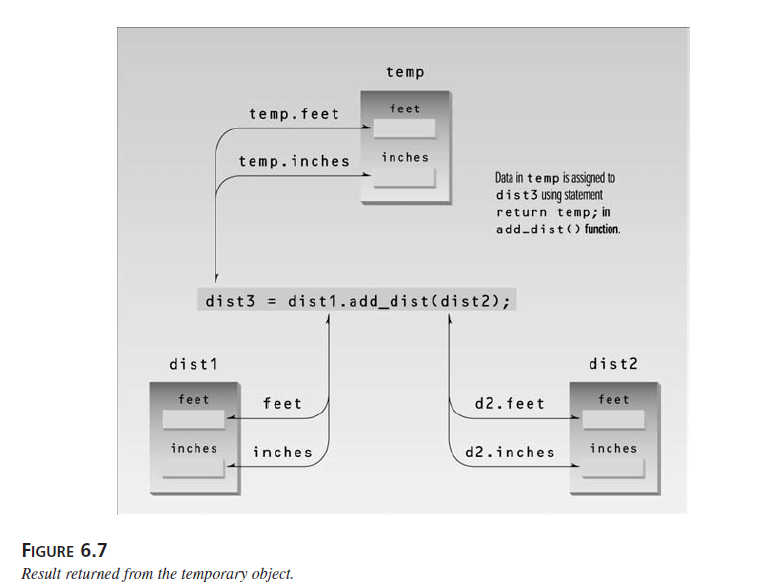 temp
feet
temp.feet
inches
temp.inches
Data in temp is assigned to
dist3 using statement
return temp; in
add_dist() function.
dist3 = dist1.add_dist(dist2);
dist1
dist2
feet
feet
d2.feet
feet
inches
inches
d2.inches
inches
FIGURE 6.7
Result returned from the temporary object.